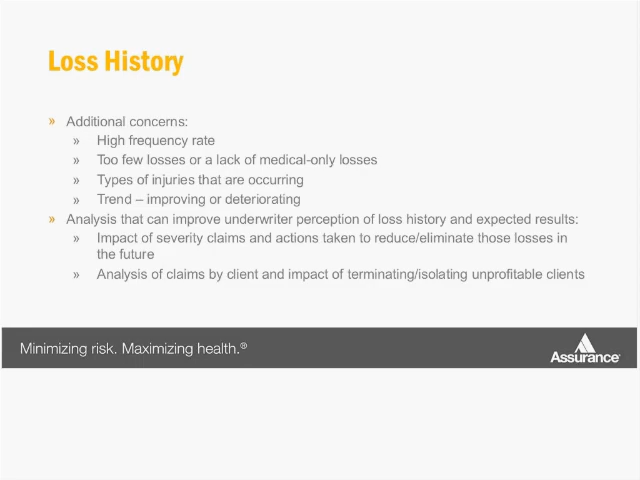 Loss History
» Additional concerns:
» High frequency rate
» Too few losses or a lack of medical-only losses
» Types of injuries that are occurring
» Trend – improving or deteriorating
» Analysis that can improve underwriter perception of loss history and expected results:
» Impact of severity claims and actions taken to reduce/eliminate those losses in
the future
» Analysis of claims by client and impact of terminating/isolating unprofitable clients
Minimizing risk. Maximizing health.®
Assurance